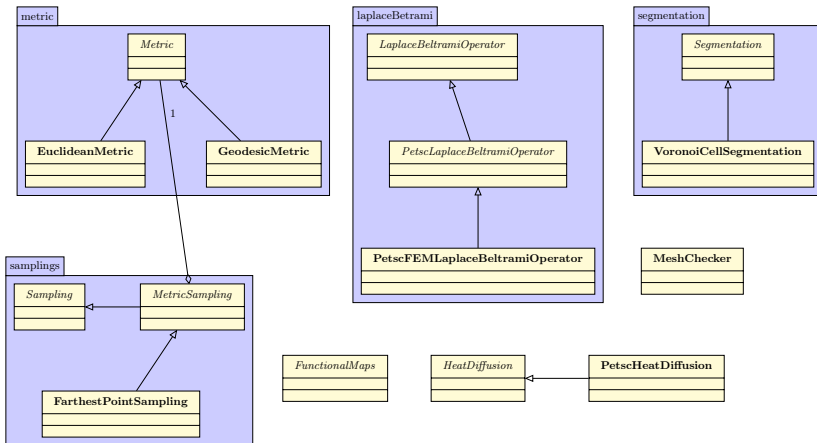 metric
Metric
1
EuclideanMetric
GeodesicMetric
laplaceBetrami
LaplaceBeltramiOperator
PetscLaplaceBeltramiOperator
PetscFEMLaplaceBeltramiOperator
segmentation
Segmentation
VoronoiCellSegmentation
samplings
Sampling
MetricSampling
FarthestPointSampling
MeshChecker
FunctionalMaps
HeatDiffusion
PetscHeatDiffusion